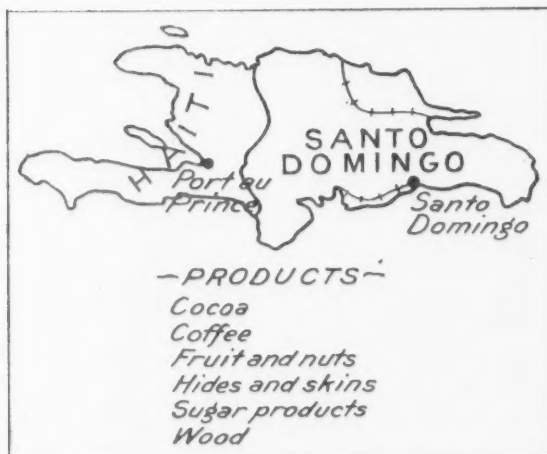 HAITI
SANTO
DOMINGO
Port au
Prince
Santo
Domingo
-PRODUCTS-
Cocoa
Coffee
Fruit and nuts
Hides and skins
Sugar products
Wood